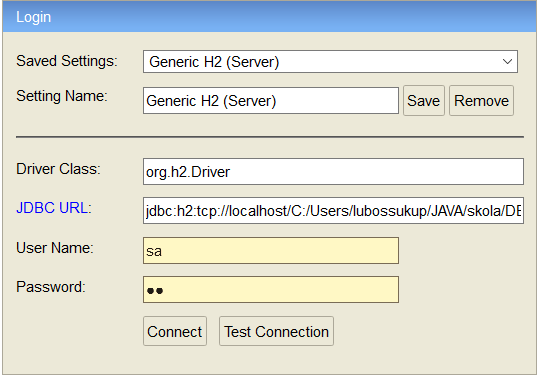 Login
Saved Settings: Generic H2 (Server)
Setting Name: Generic H2 (Server) Save Remove
Driver Class: org.h2.Driver
JDBC URL: jdbc:h2:tcp://localhost/C:/Users/lubossukup/JAVA/skola/DB
User Name: sa
Password: ●●
Connect Test Connection